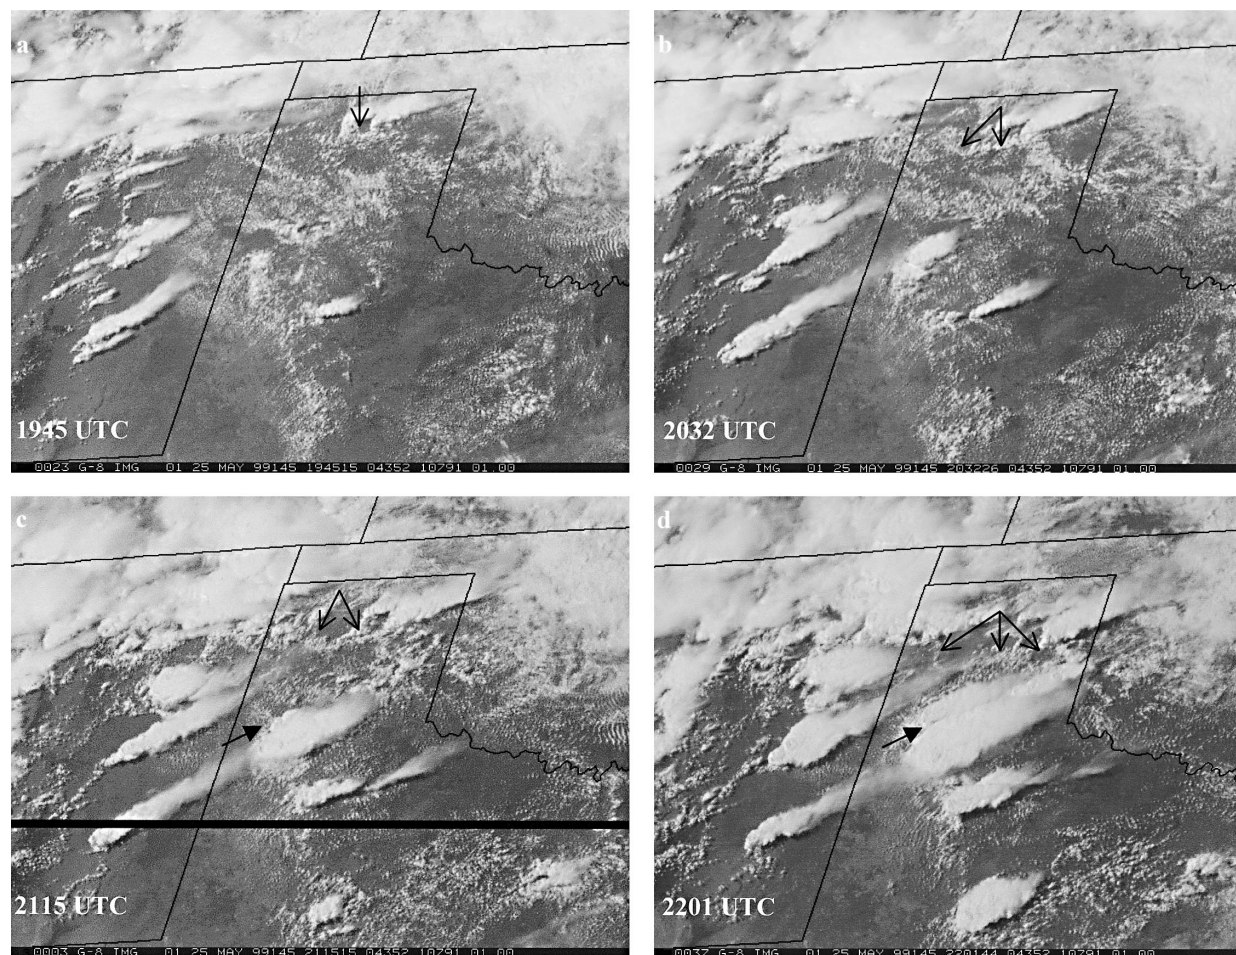 a
1945 UTC
0023 G-8 IMG 01 25 MAY 99145 194515 04352 10791 01.00
b
2032 UTC
0029 G-8 IMG 01 25 MAY 99145 203226 04352 10791 01.00
c
2115 UTC
0003 G-8 IMG 01 25 MAY 99145 211515 04352 10791 01.00
d
2201 UTC
0037 G-8 IMG 01 25 MAY 99145 220144 04352 10791 01.00